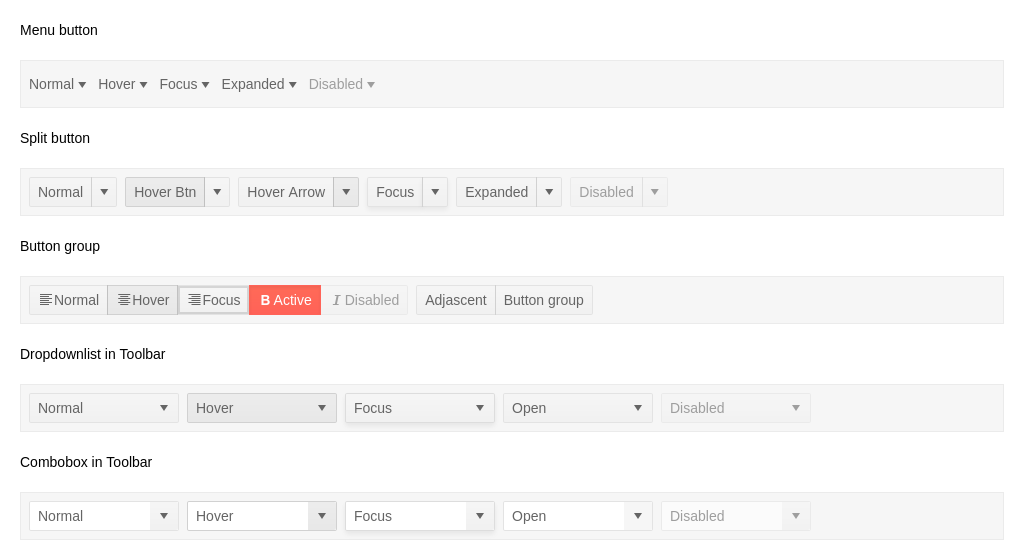 Menu button
Normal Hover Focus Expanded Disabled
Split button
Normal Hover Btn Hover Arrow Focus Expanded Disabled
Button group
Normal Hover Focus B Active I Disabled Adjascent Button group
Dropdownlist in Toolbar
Normal Hover Focus Open Disabled
Combobox in Toolbar
Normal Hover Focus Open Disabled